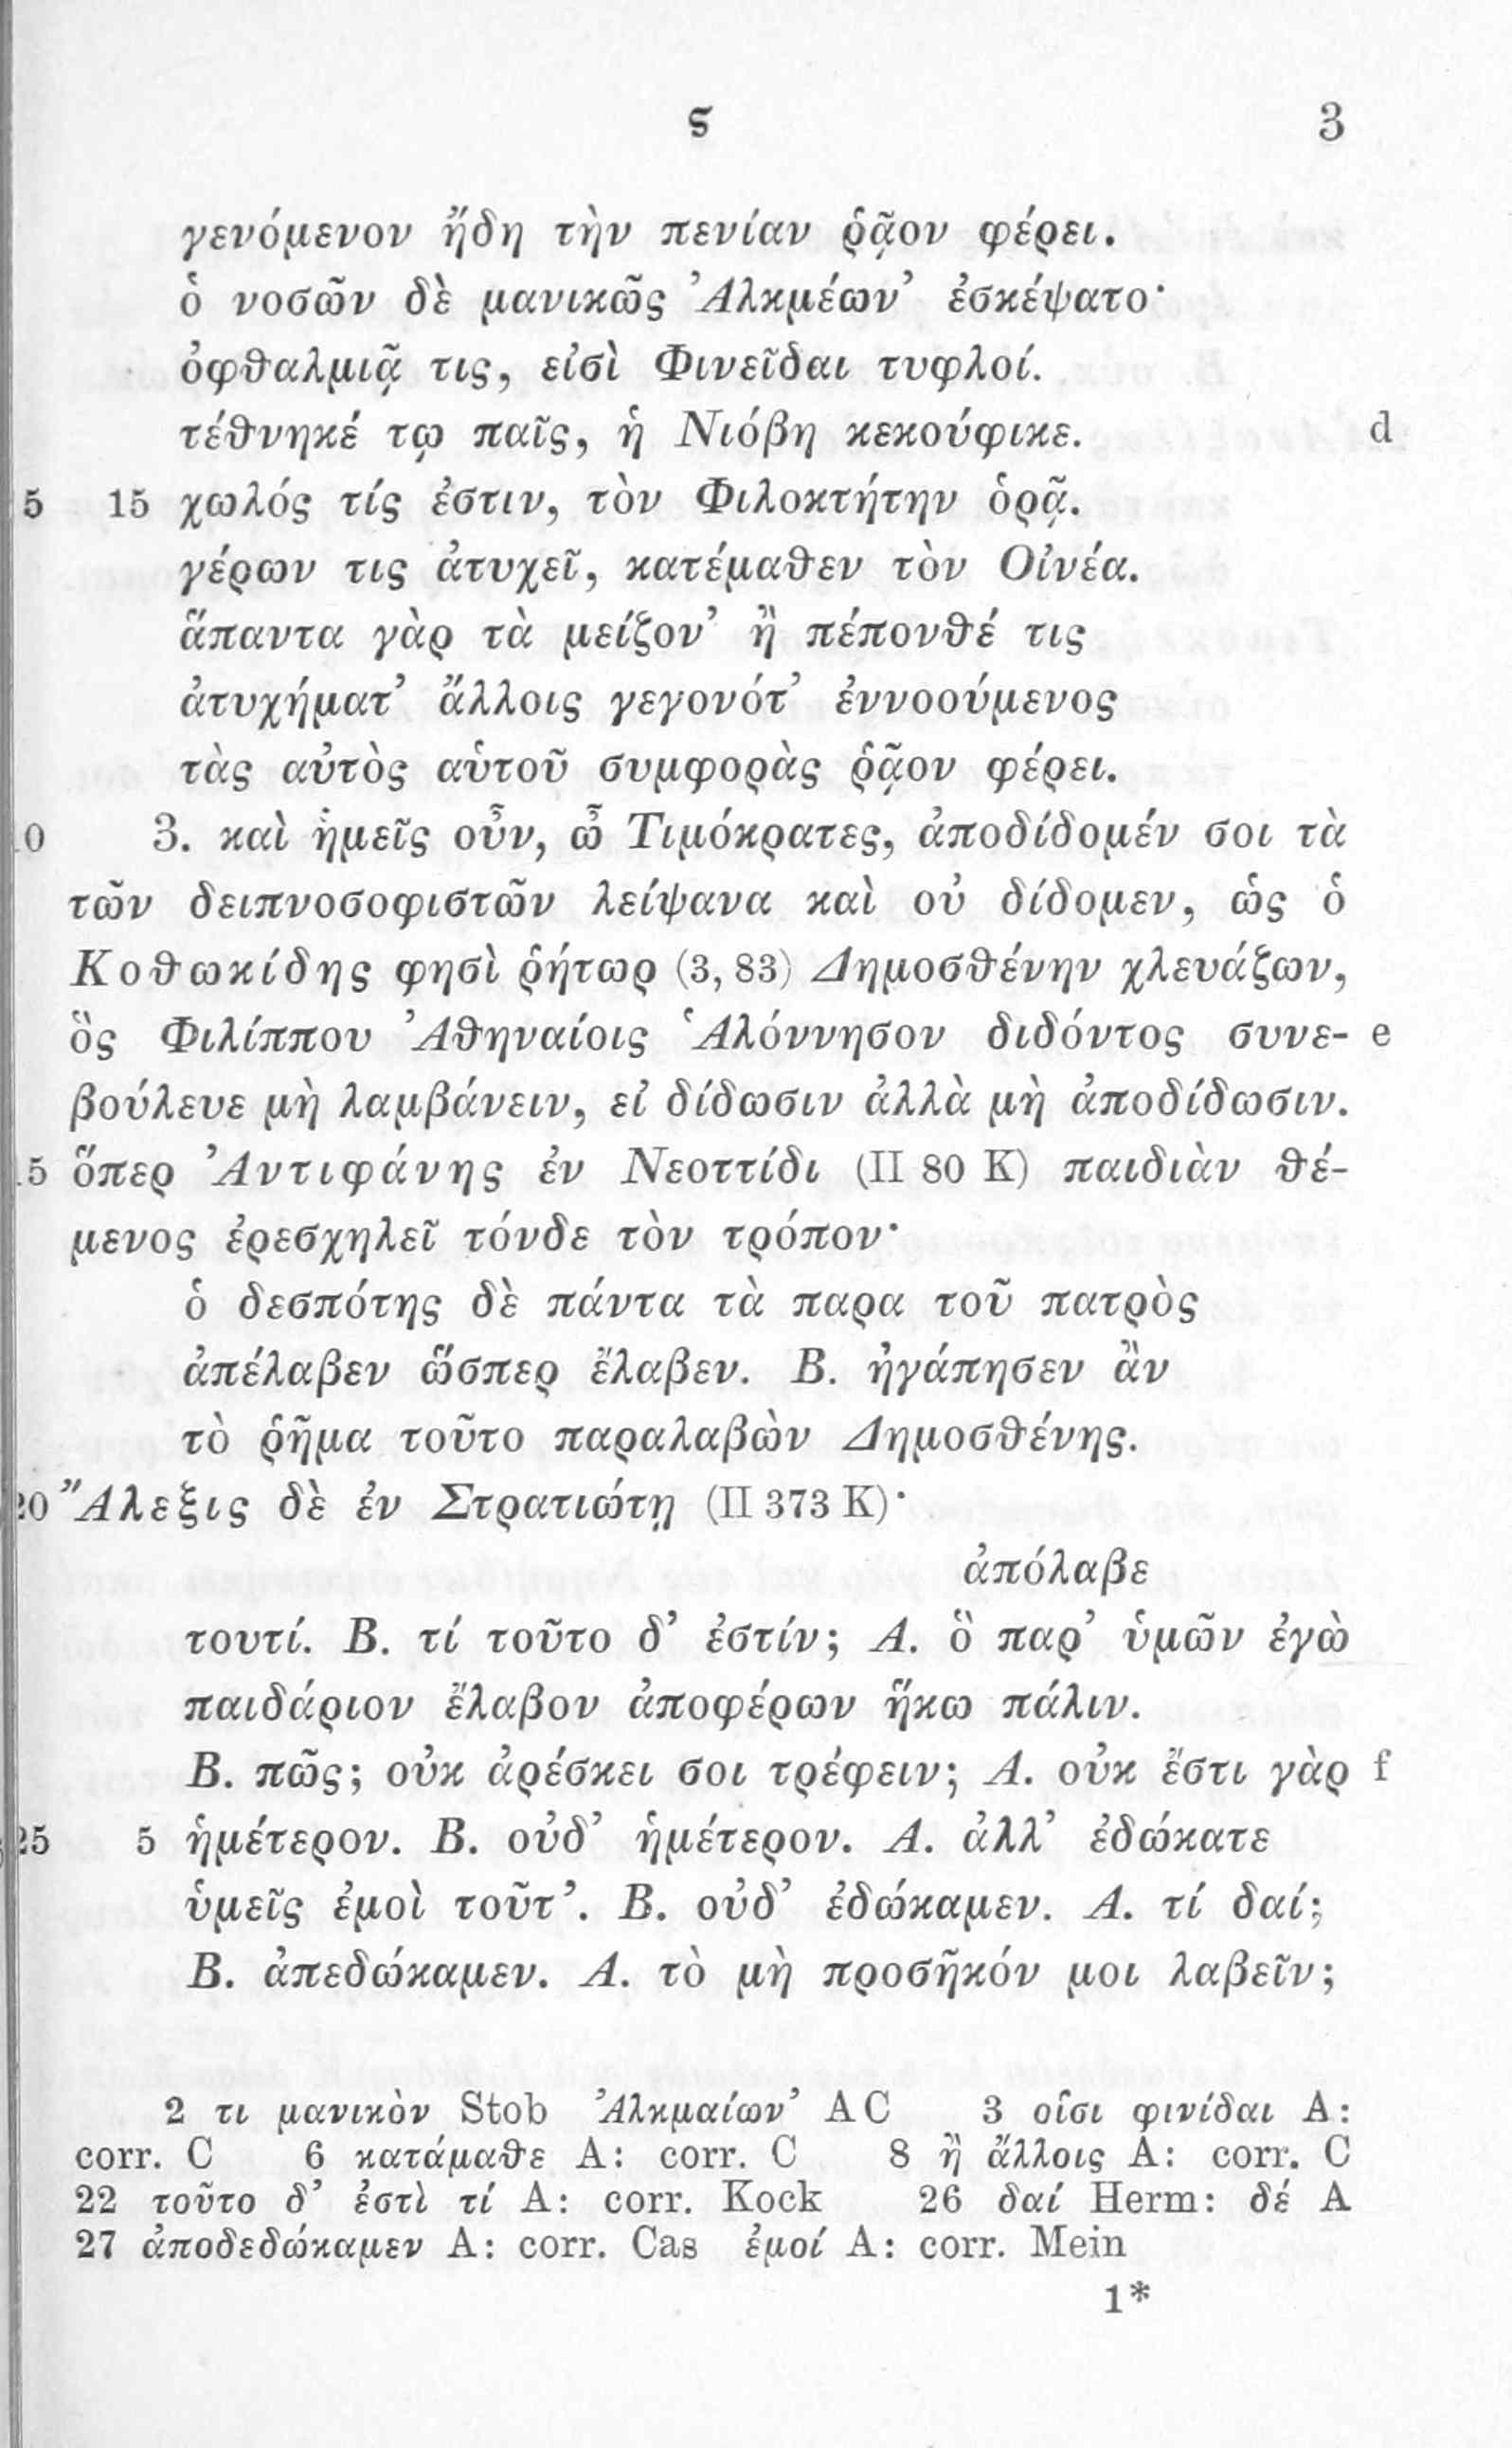 ς 3
γενόμενον ἤδη τὴν πενίαν ῥᾷον φέρει.
ὁ νοσῶν δὲ μανικῶς Ἀλκμέων’ ἐσκέψατο·
ὀφθαλμιᾷ τις, εἰσὶ Φινεῖδαι τυφλοί.
τέθνηκέ τῳ παῖς, ἡ Νιόβη κεκούφικε. d
5 15 χωλός τίς ἐστιν, τὸν Φιλοκτήτην ὁρᾷ.
γέρων τις ἀτυχεῖ, κατέμαθεν τὸν Οἰνέα.
ἅπαντα γὰρ τὰ μείζον’ ἢ πέπονθέ τις
ἀτυχήματ’ ἄλλοις γεγονότ’ ἐννοούμενος
τὰς αὐτὸς αὑτοῦ συμφορὰς ῥᾷον φέρει.
10 3. καὶ ἡμεῖς οὖν, ὦ Τιμόκρατες, ἀποδίδομέν σοι τὰ
τῶν δειπνοσοφιστῶν λείψανα καὶ οὐ δίδομεν, ὡς ὁ
Κοθωκίδης φησὶ ῥήτωρ (3, 83) Δημοσθένην χλευάζων,
ὃς Φιλίππου Ἀθηναίοις Ἁλόννησον διδόντος συνε- e
βούλευε μὴ λαμβάνειν, εἰ δίδωσιν ἀλλὰ μὴ ἀποδίδωσιν.
15 ὅπερ Ἀντιφάνης ἐν Νεοττίδι (II 80 K) παιδιὰν θέ-
μενος ἐρεσχηλεῖ τόνδε τὸν τρόπον·
ὁ δεσπότης δὲ πάντα τὰ παρα τοῦ πατρὸς
ἀπέλαβεν ὥσπερ ἔλαβεν. B. ἠγάπησεν ἂν
τὸ ῥῆμα τοῦτο παραλαβὼν Δημοσθένης.
20 Ἄλεξις δὲ ἐν Στρατιώτῃ (II 373 K)·
ἀπόλαβε
τουτί. B. τί τοῦτο δ’ ἐστίν; A. ὃ παρ’ ὑμῶν ἐγὼ
παιδάριον ἔλαβον ἀποφέρων ἥκω πάλιν.
B. πῶς; οὐκ ἀρέσκει σοι τρέφειν; A. οὐκ ἔστι γὰρ f
25 5 ἡμέτερον. B. οὐδ’ ἡμέτερον. A. ἀλλ’ ἐδώκατε
ὑμεῖς ἐμοὶ τοῦτ’. B. οὐδ’ ἐδώκαμεν. A. τί δαί;
B. ἀπεδώκαμεν. A. τὸ μὴ προσῆκόν μοι λαβεῖν;
2 τι μανικὸν Stob Ἀλκμαίων’ AC 3 οἷσι φινίδαι A:
corr. C 6 κατάμαθε A: corr. C 8 ἢ ἄλλοις A: corr. C
22 τοῦτο δ’ ἐστὶ τί A: corr. Kock 26 δαί Herm: δέ A
27 ἀποδεδώκαμεν A: corr. Cas ἐμοί A: corr. Mein
1*